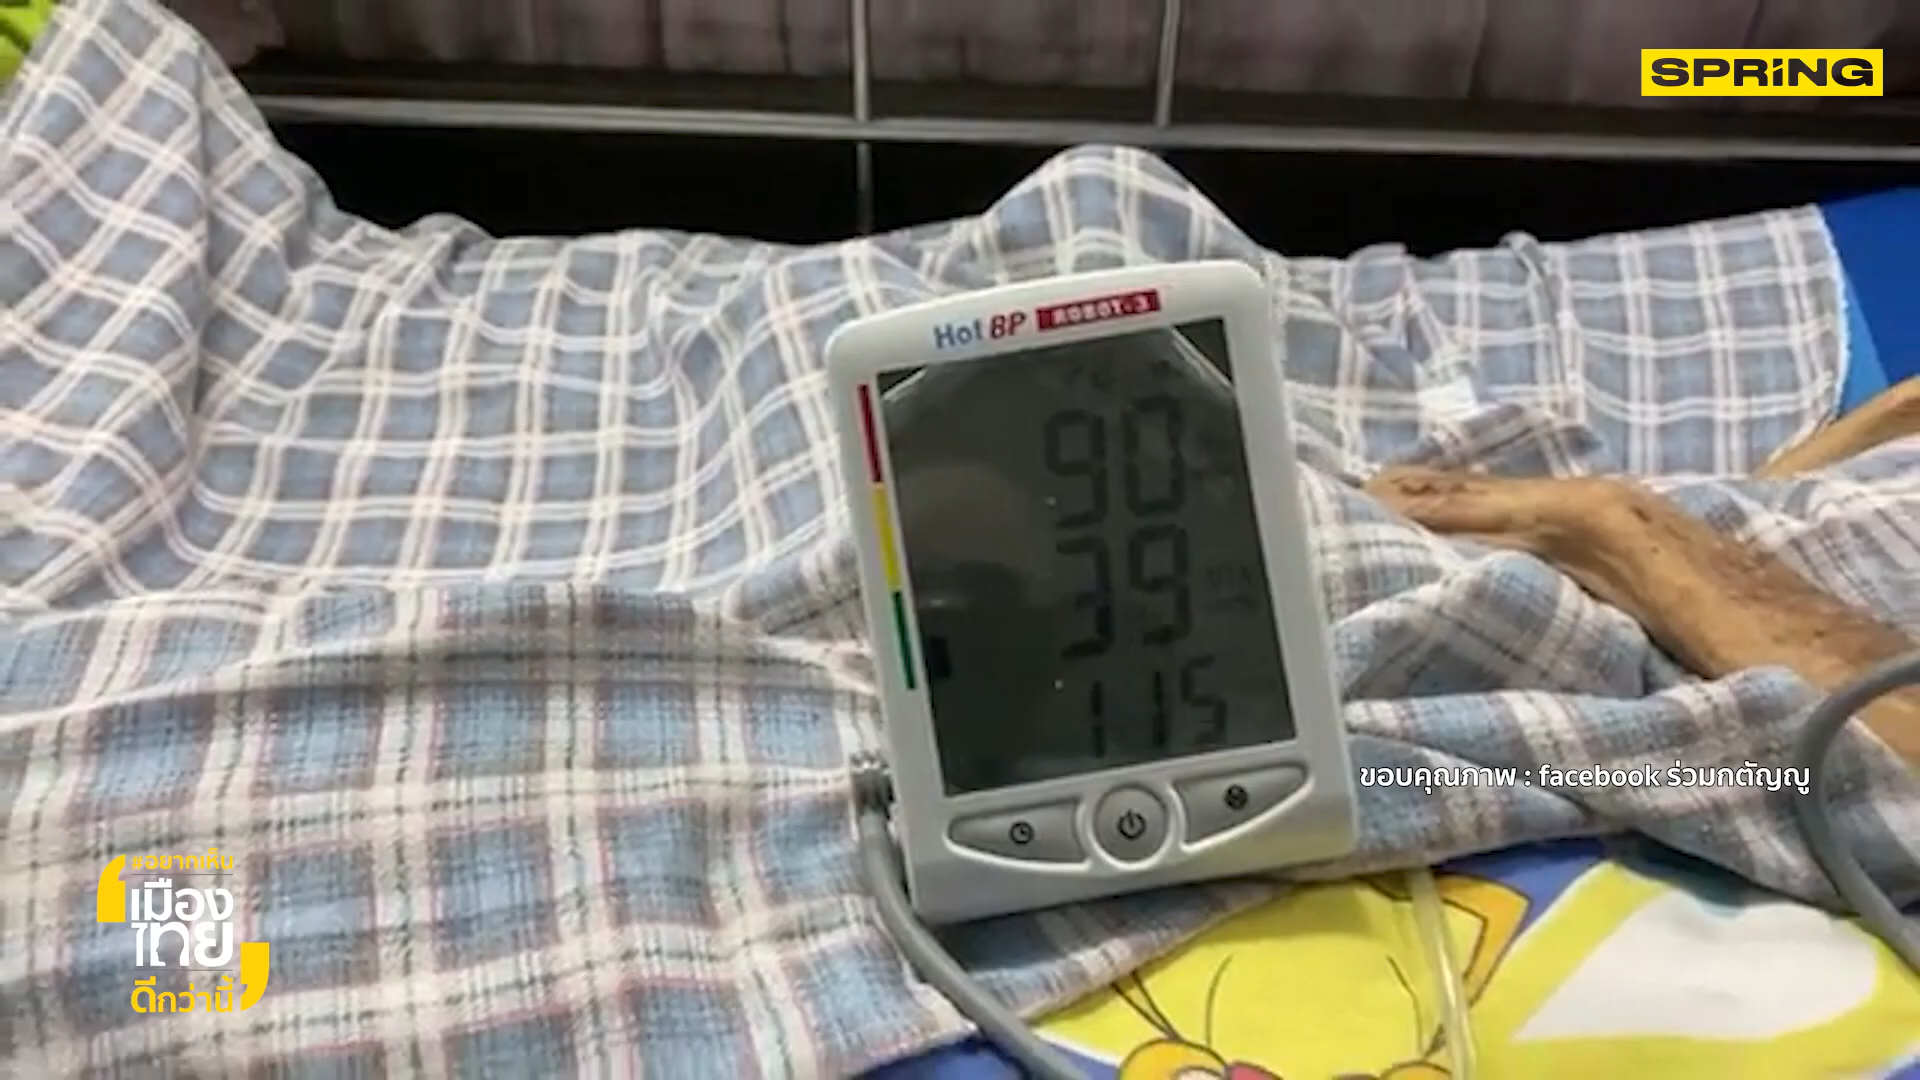 SPRiNG
Hot BP ROBOT-3
90
39
115
ขอบคุณภาพ : facebook ร่วมกตัญญู
#อยากเห็น
เมือง
ไทย
ดีกว่านี้